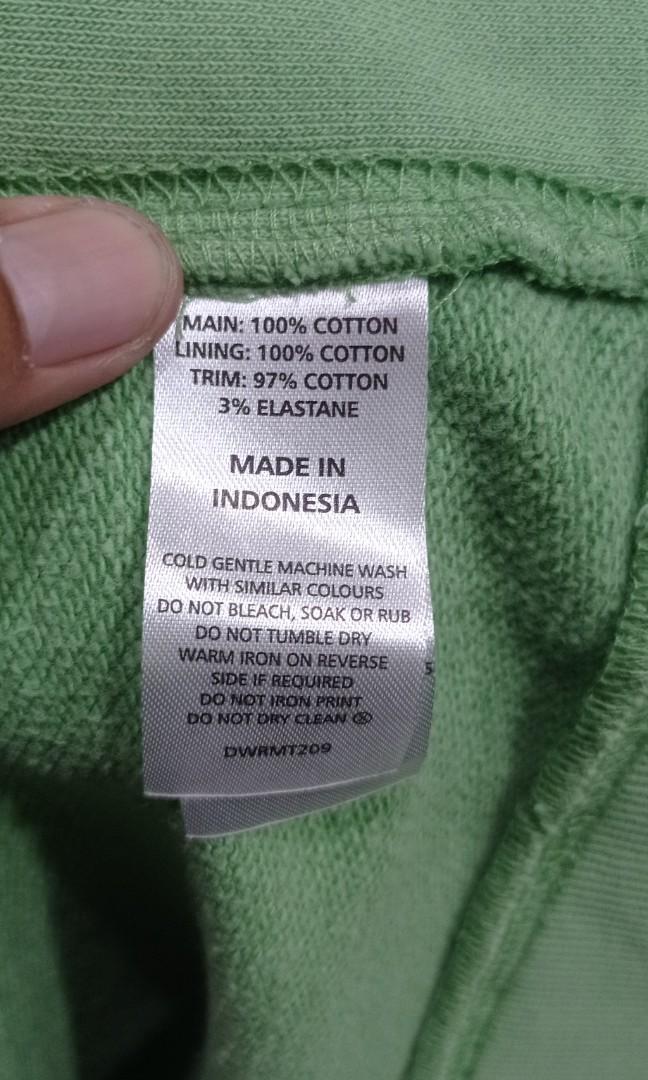 MAIN: 100% COTTON
LINING: 100% COTTON
TRIM: 97% COTTON
3% ELASTANE
MADE IN
INDONESIA
COLD GENTLE MACHINE WASH
WITH SIMILAR COLOURS
DO NOT BLEACH, SOAK OR RUB
DO NOT TUMBLE DRY
WARM IRON ON REVERSE
SIDE IF REQUIRED
DO NOT IRON PRINT
DO NOT DRY CLEAN
DWRMT209